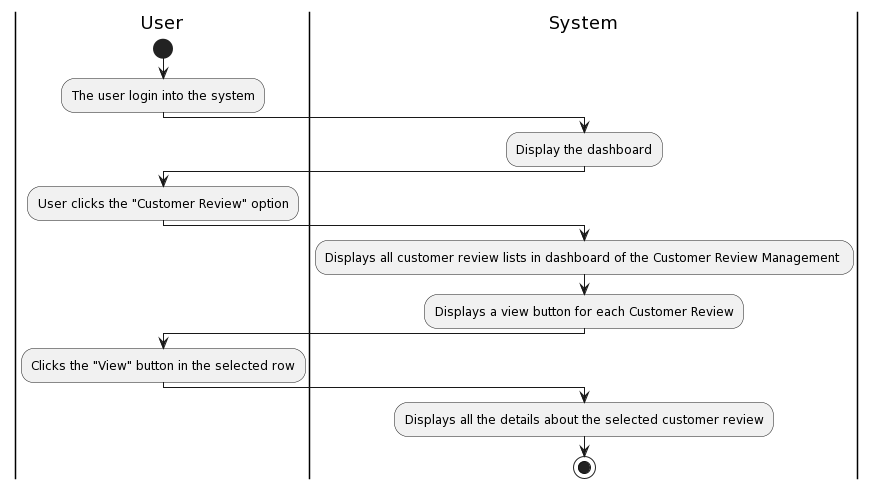 User
System
The user login into the system
Display the dashboard
User clicks the "Customer Review" option
Displays all customer review lists in dashboard of the Customer Review Management
Displays a view button for each Customer Review
Clicks the "View" button in the selected row
Displays all the details about the selected customer review